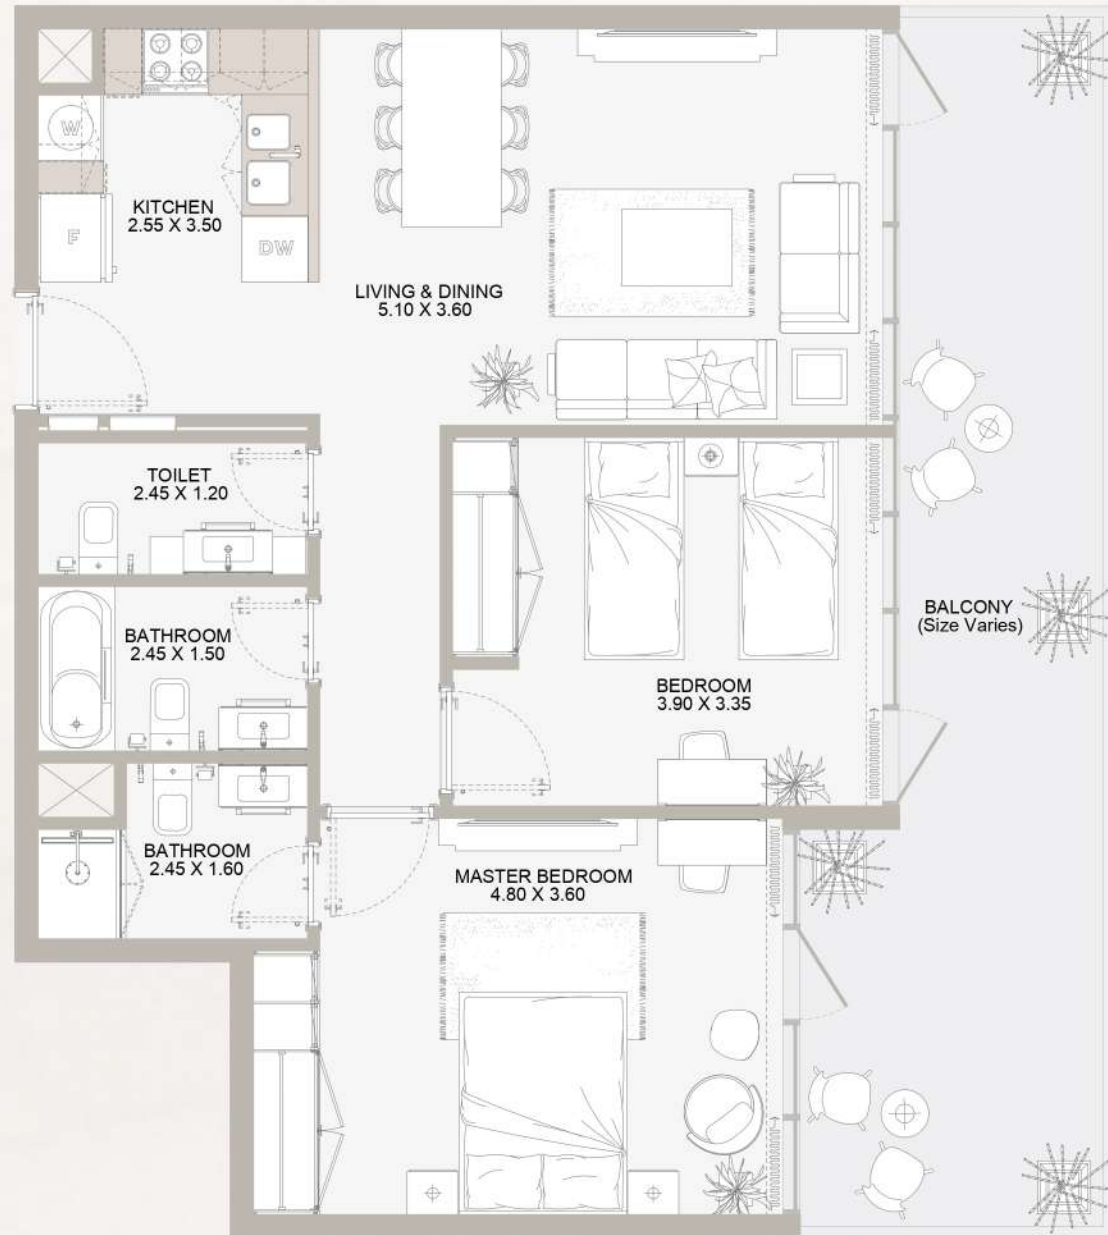 W
KITCHEN
2.55 X 3.50
F
DW
LIVING & DINING
5.10 X 3.60
TOILET
2.45 X 1.20
BATHROOM
2.45 X 1.50
BALCONY
(Size Varies)
BEDROOM
3.90 X 3.35
BATHROOM
2.45 X 1.60
MASTER BEDROOM
4.80 X 3.60